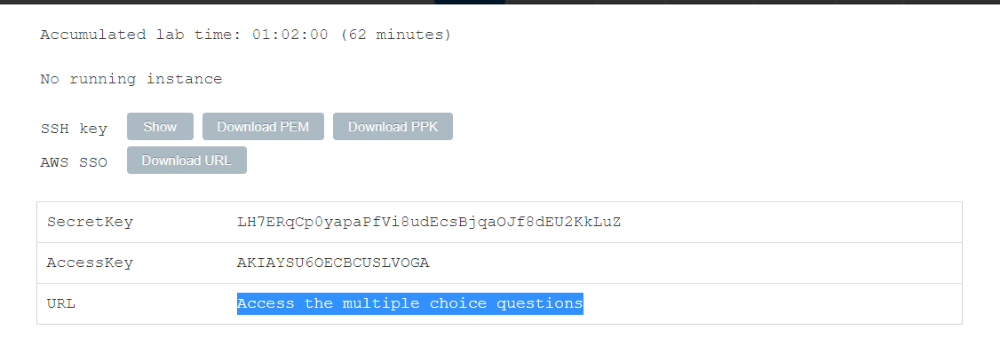 Accumulated lab time: 01:02:00 (62 minutes)
No running instance
SSH key Show Download PEM Download PPK
AWS SSO Download URL
SecretKey LH7ERqCp0yapaPfVi8udEcsBjqaOJf8dEU2KkLuZ
AccessKey AKIAYSU6OECBCUSLVOGA
URL Access the multiple choice questions